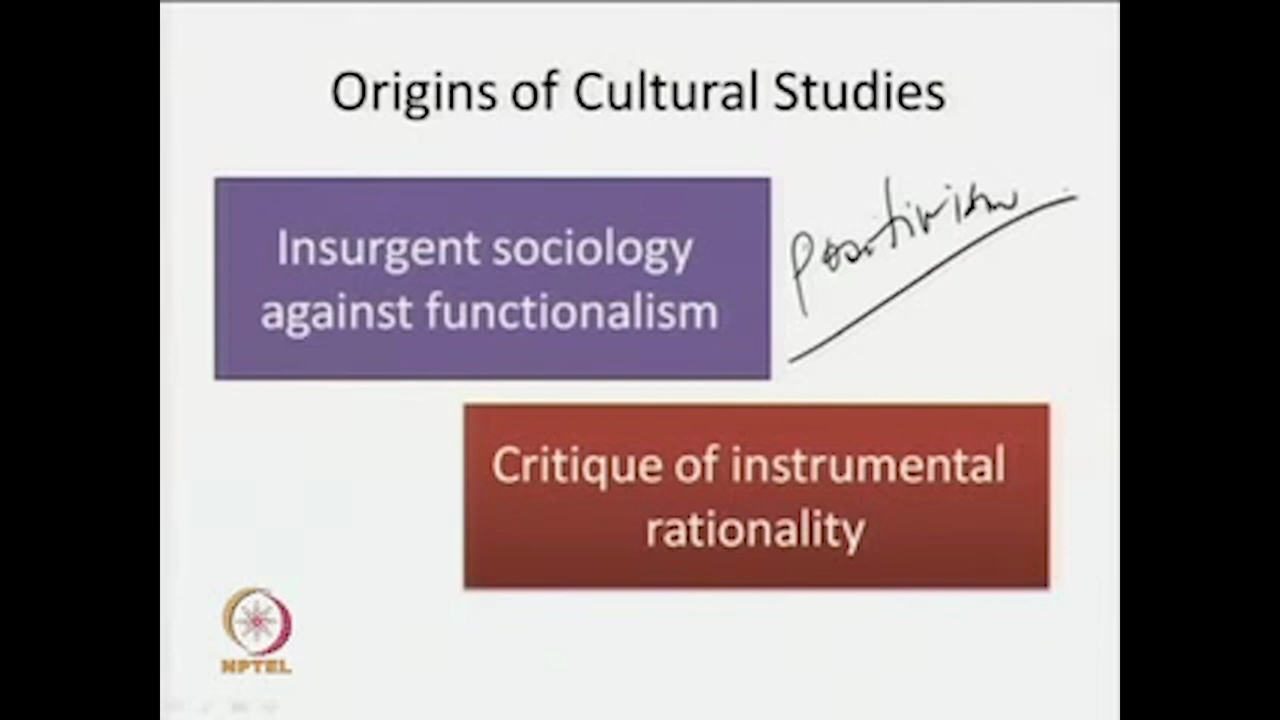 Origins of Cultural Studies
Insurgent sociology
against functionalism
positivism
Critique of instrumental
rationality
NPTEL